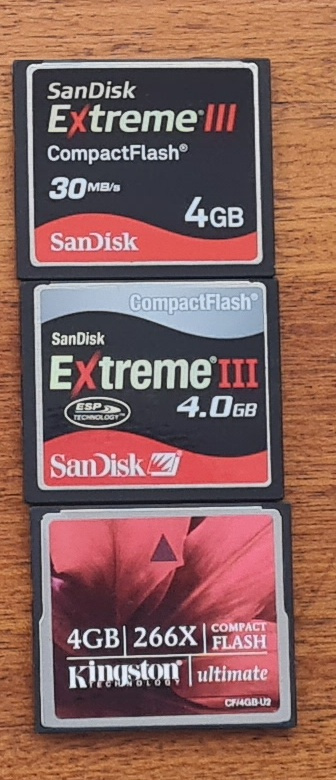 SanDisk
Extreme® III
CompactFlash®
30MB/s
4GB
SanDisk
CompactFlash®
SanDisk
Extreme® III
ESP TECHNOLOGY™ 4.0GB
SanDisk
4GB 266X COMPACT FLASH
Kingston® TECHNOLOGY ultimate
CF/4GB-U2